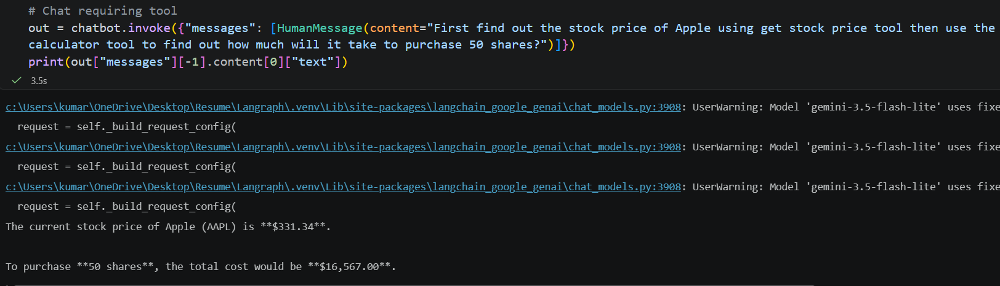 # Chat requiring tool
out = chatbot.invoke({"messages": [HumanMessage(content="First find out the stock price of Apple using get stock price tool then use the
calculator tool to find out how much will it take to purchase 50 shares?")]})
print(out["messages"][-1].content[0]["text"])
3.5s
c:\Users\kumar\OneDrive\Desktop\Resume\Langraph\.venv\Lib\site-packages\langchain_google_genai\chat_models.py:3908: UserWarning: Model 'gemini-3.5-flash-lite' uses fixe
request = self._build_request_config(
c:\Users\kumar\OneDrive\Desktop\Resume\Langraph\.venv\Lib\site-packages\langchain_google_genai\chat_models.py:3908: UserWarning: Model 'gemini-3.5-flash-lite' uses fixe
request = self._build_request_config(
c:\Users\kumar\OneDrive\Desktop\Resume\Langraph\.venv\Lib\site-packages\langchain_google_genai\chat_models.py:3908: UserWarning: Model 'gemini-3.5-flash-lite' uses fixe
request = self._build_request_config(
The current stock price of Apple (AAPL) is **$331.34**.
To purchase **50 shares**, the total cost would be **$16,567.00**.